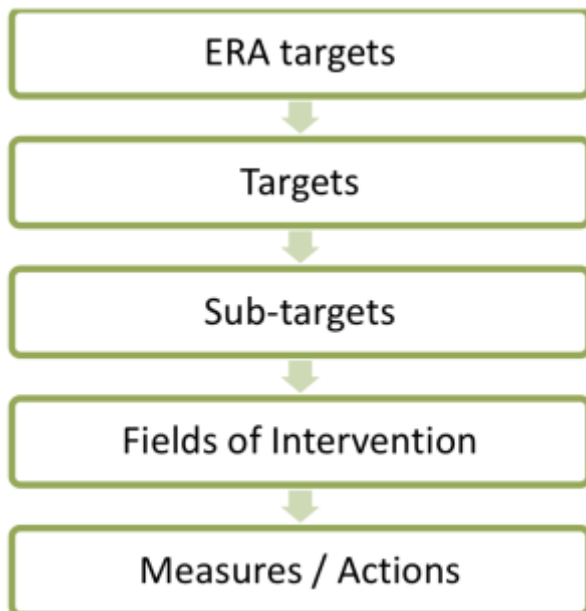 ERA targets
Targets
Sub-targets
Fields of Intervention
Measures / Actions